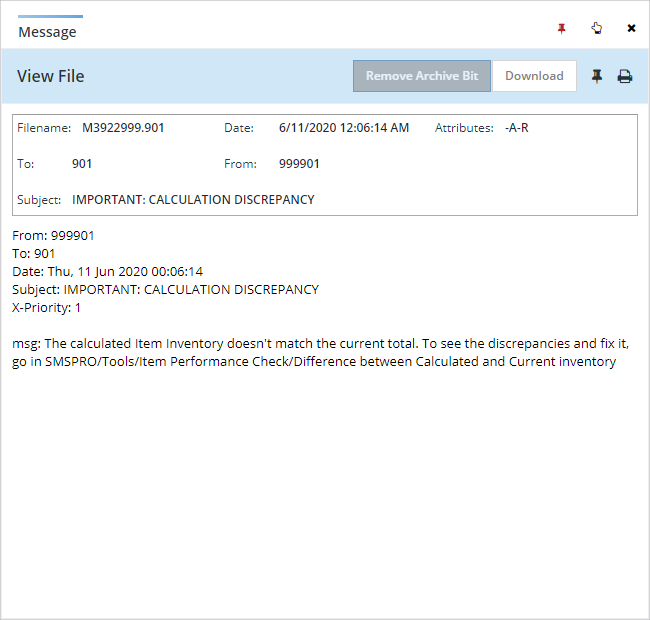 Message
View File
Remove Archive Bit Download
Filename: M3922999.901 Date: 6/11/2020 12:06:14 AM Attributes: -A-R
To: 901 From: 999901
Subject: IMPORTANT: CALCULATION DISCREPANCY
From: 999901
To: 901
Date: Thu, 11 Jun 2020 00:06:14
Subject: IMPORTANT: CALCULATION DISCREPANCY
X-Priority: 1
msg: The calculated Item Inventory doesn't match the current total. To see the discrepancies and fix it,
go in SMSPRO/Tools/Item Performance Check/Difference between Calculated and Current inventory